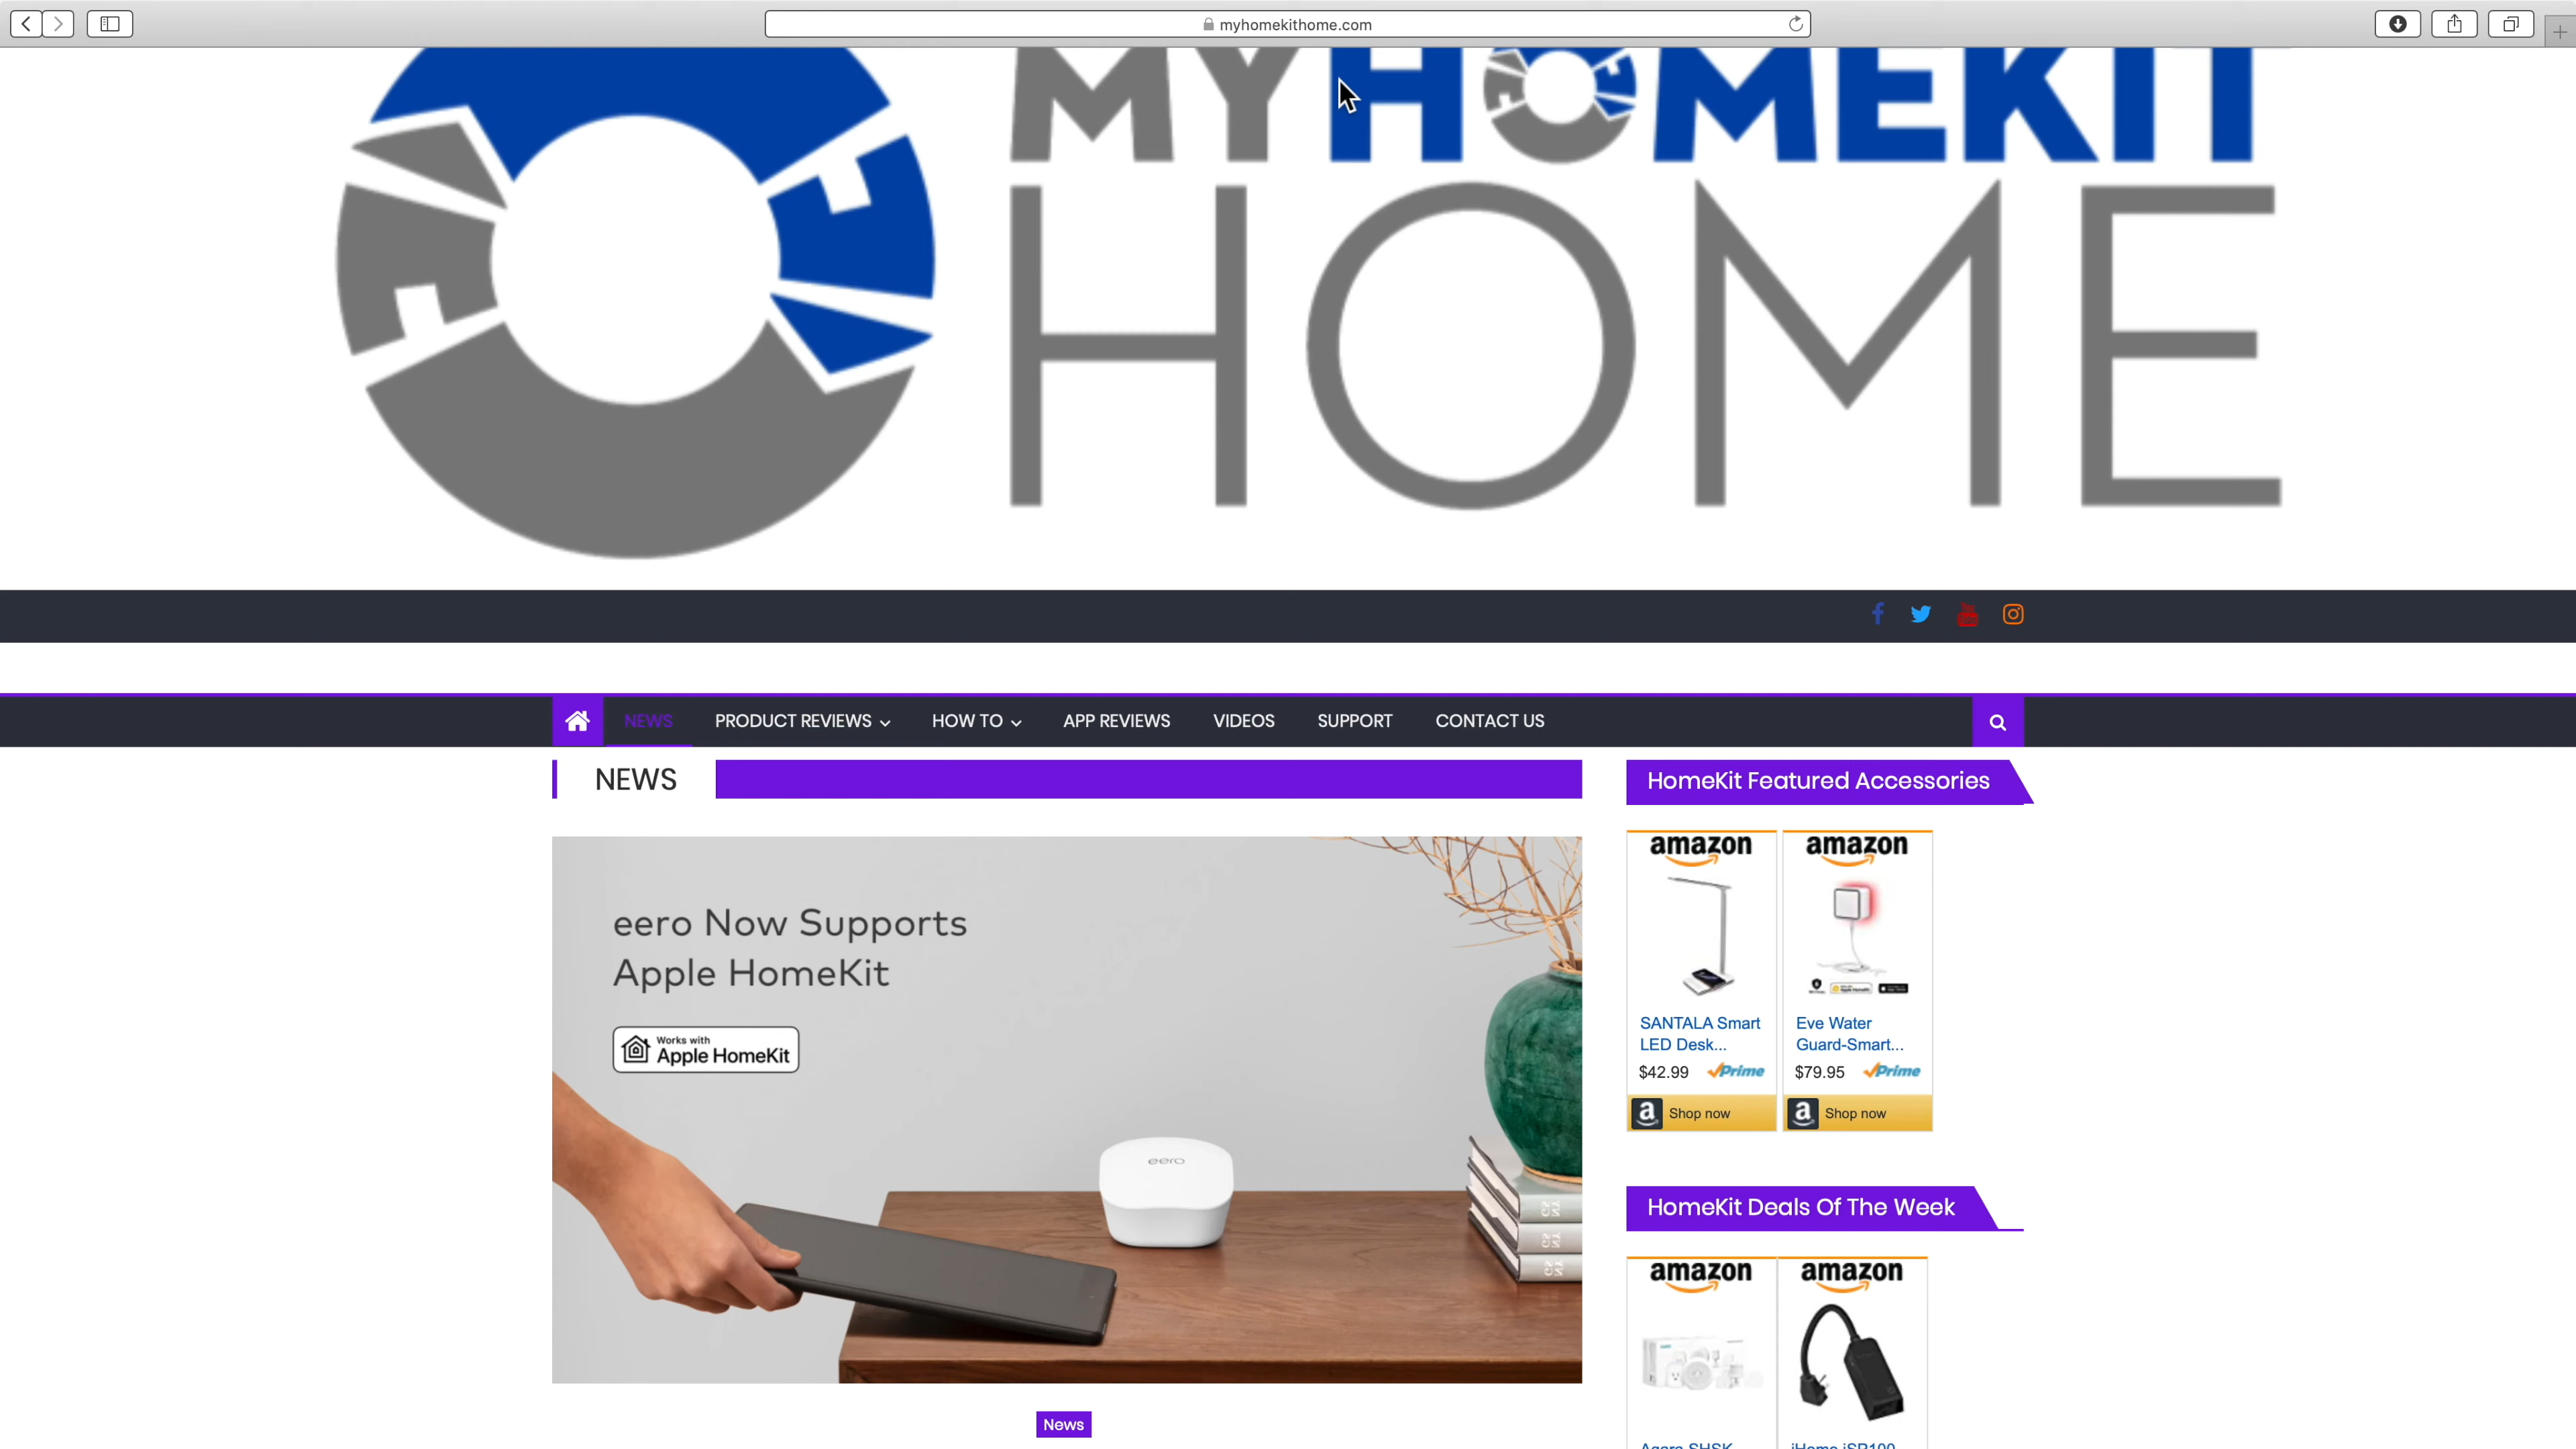 myhomekithome.com
MYHOMEKIT
HOME
NEWS
PRODUCT REVIEWS
HOW TO
APP REVIEWS
VIDEOS
SUPPORT
CONTACT US
NEWS
eero Now Supports
Apple HomeKit
Works with
Apple HomeKit
eero
News
HomeKit Featured Accessories
amazon
SANTALA Smart
LED Desk...
$42.99
Prime
a Shop now
amazon
Eve Water
Guard-Smart...
$79.95
Prime
a Shop now
HomeKit Deals Of The Week
amazon
amazon